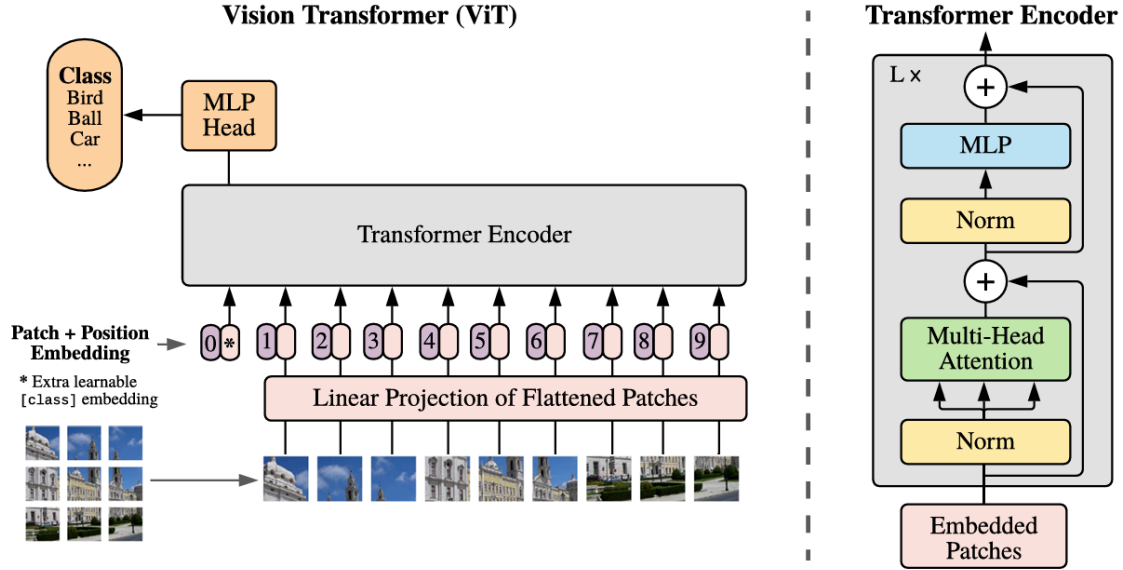 Vision Transformer (ViT)
Class
Bird
Ball
Car
...
MLP
Head
Transformer Encoder
Patch + Position
Embedding
0 * 1 2 3 4 5 6 7 8 9
* Extra learnable
[class] embedding
Linear Projection of Flattened Patches
Transformer Encoder
L x
+
MLP
Norm
+
Multi-Head
Attention
Norm
Embedded
Patches